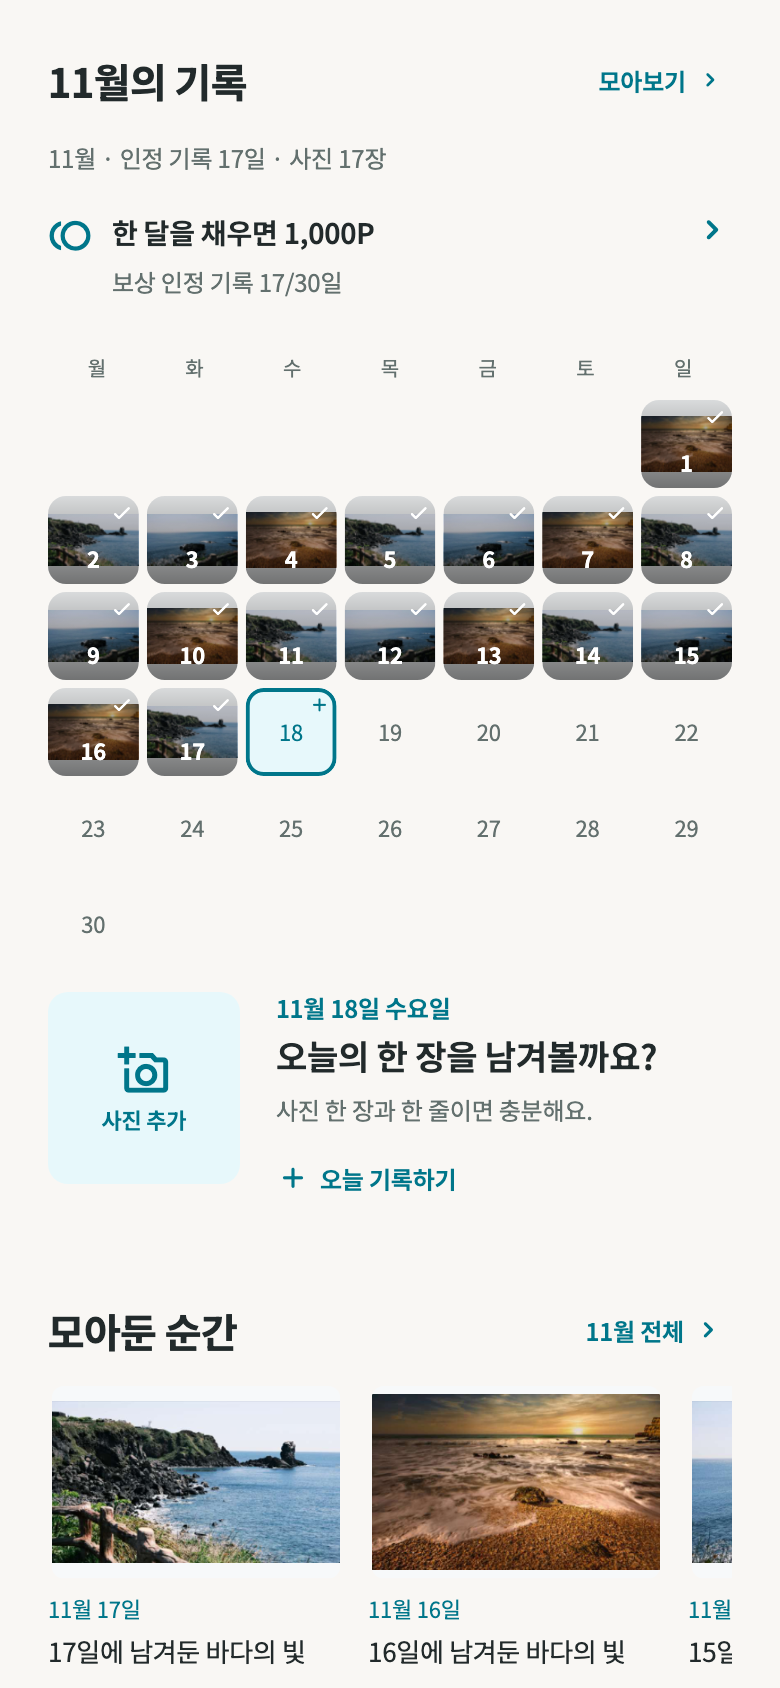 11월의 기록
모아보기
11월 · 인정 기록 17일 · 사진 17장
한 달을 채우면 1,000P
보상 인정 기록 17/30일
월 화 수 목 금 토 일
1
2 3 4 5 6 7 8
9 10 11 12 13 14 15
16 17 18 19 20 21 22
23 24 25 26 27 28 29
30
사진 추가
11월 18일 수요일
오늘의 한 장을 남겨볼까요?
사진 한 장과 한 줄이면 충분해요.
+ 오늘 기록하기
모아둔 순간
11월 전체
11월 17일
17일에 남겨둔 바다의 빛
11월 16일
16일에 남겨둔 바다의 빛
11월
15일